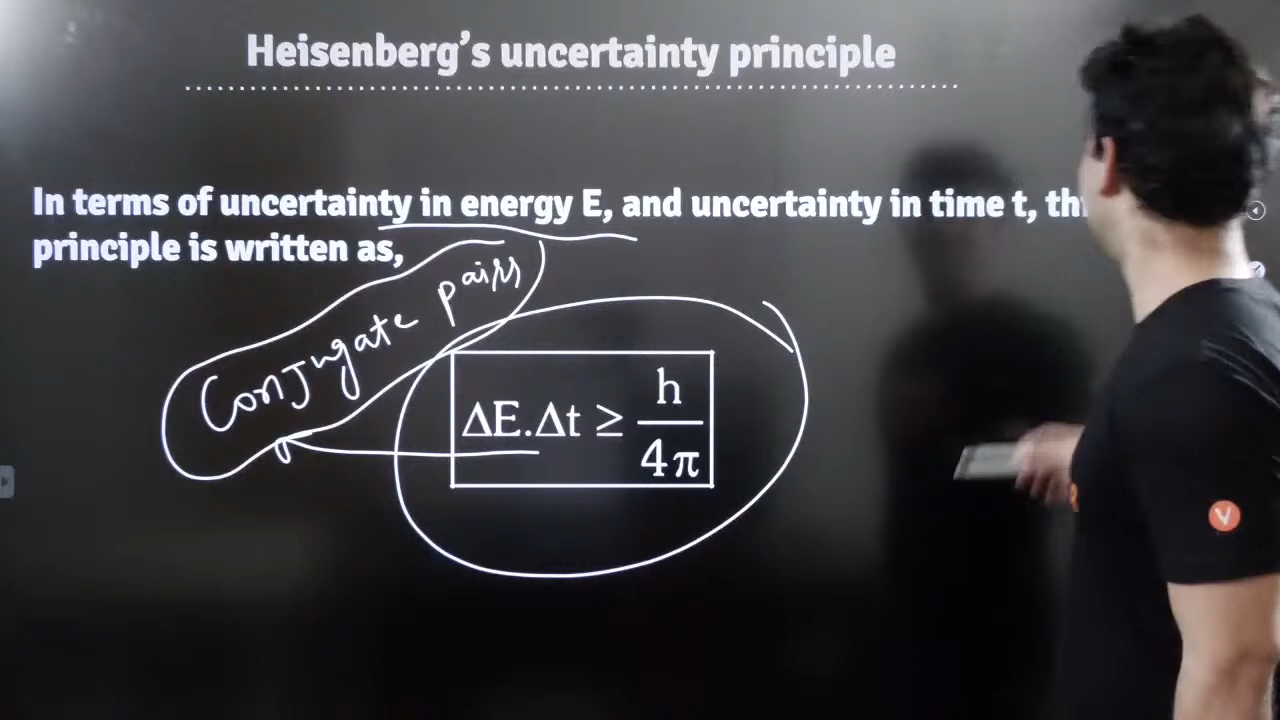 Heisenberg's uncertainty principle
In terms of uncertainty in energy E, and uncertainty in time t,
principle is written as,
Conjugate pairs
ΔE.Δt ≥ h/4π
V